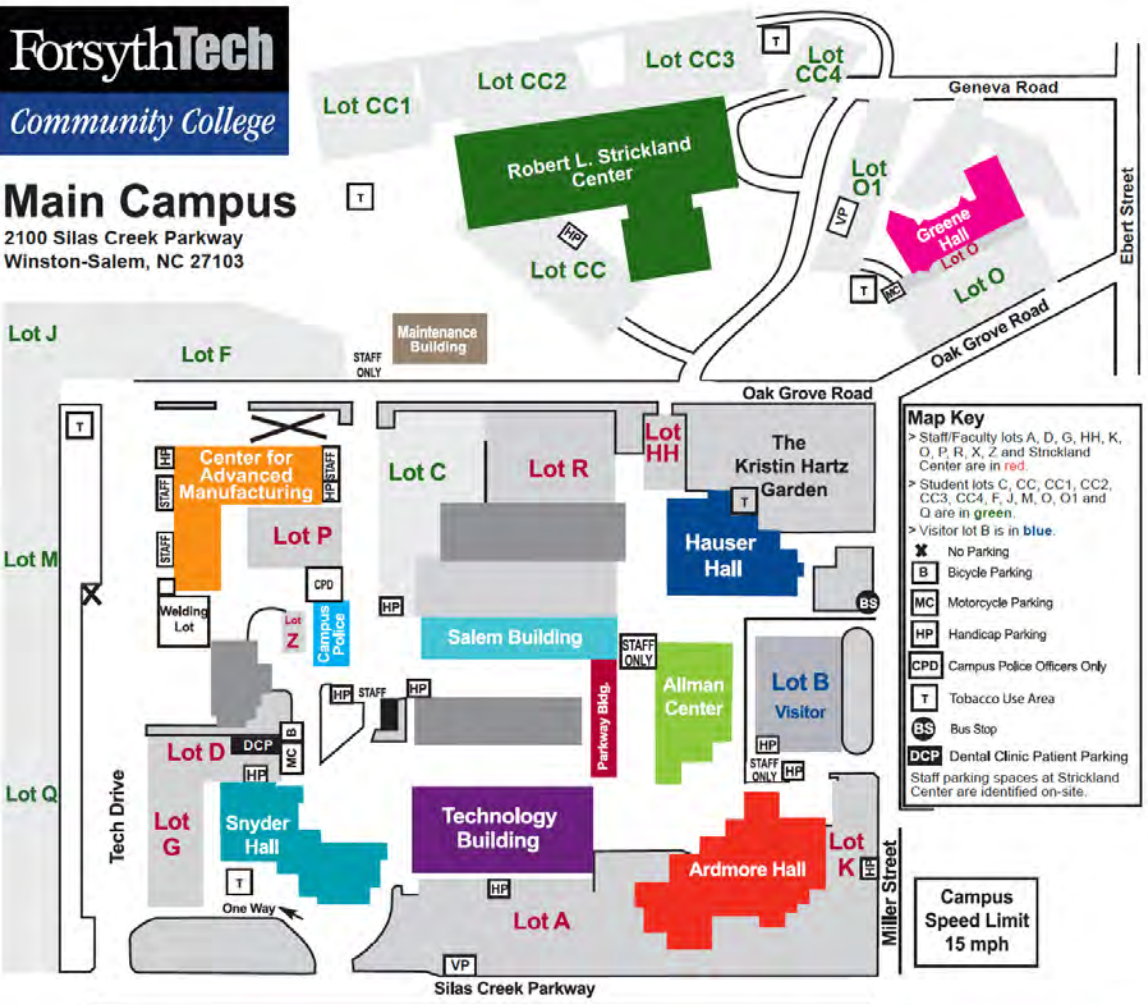 ForsythTech
Community College
Main Campus
2100 Silas Creek Parkway
Winston-Salem, NC 27103
T
Lot CC1
Lot CC2
Lot CC3
T
Lot
CC4
Geneva Road
Robert L. Strickland
Center
HP
Lot CC
Lot
O1
VP
Greene
Hall
Lot O
T
MC
Lot O
Ebert Street
Oak Grove Road
Lot J
Lot F
STAFF
ONLY
Maintenance
Building
Oak Grove Road
T
HP
STAFF
STAFF
Center for
Advanced
Manufacturing
STAFF
HP
Lot P
Lot C
Lot R
Lot
HH
The
Kristin Hartz
Garden
T
Hauser
Hall
BS
Lot M
Welding
Lot
CPD
Lot
Z
Campus
Police
HP
Salem Building
STAFF
ONLY
Allman
Center
Parkway Bldg.
Lot B
Visitor
HP
STAFF
ONLY
HP
HP
STAFF
HP
Lot D
DCP
B
MC
HP
Lot Q
Tech Drive
Lot
G
Snyder
Hall
T
One Way
Technology
Building
HP
Lot A
VP
Ardmore Hall
Lot
K
HP
Miller Street
Silas Creek Parkway
Map Key
> Staff/Faculty lots A, D, G, HH, K,
O, P, R, X, Z and Strickland
Center are in red.
> Student lots C, CC, CC1, CC2,
CC3, CC4, F, J, M, O, O1 and
Q are in green.
> Visitor lot B is in blue.
No Parking
B Bicycle Parking
MC Motorcycle Parking
HP Handicap Parking
CPD Campus Police Officers Only
T Tobacco Use Area
BS Bus Stop
DCP Dental Clinic Patient Parking
Staff parking spaces at Strickland
Center are identified on-site.
Campus
Speed Limit
15 mph